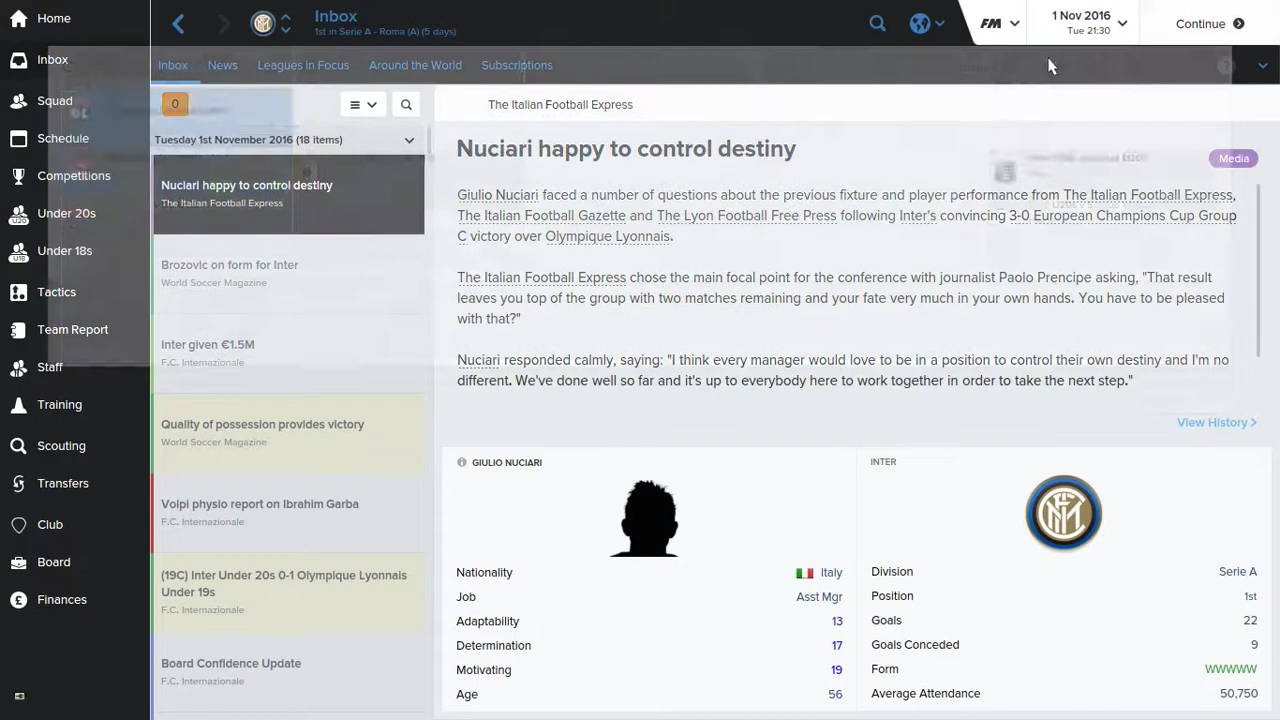 Home
Inbox
Squad
Schedule
Competitions
Under 20s
Under 18s
Tactics
Team Report
Staff
Training
Scouting
Transfers
Club
Board
Finances
Inbox
1st in Serie A - Roma (A) (5 days)
FM
1 Nov 2016
Tue 21:30
Continue
Inbox News Leagues in Focus Around the World Subscriptions
0
Tuesday 1st November 2016 (18 items)
Nuciari happy to control destiny
The Italian Football Express
Brozovic on form for Inter
World Soccer Magazine
Inter given €1.5M
F.C. Internazionale
Quality of possession provides victory
World Soccer Magazine
Volpi physio report on Ibrahim Garba
F.C. Internazionale
(19C) Inter Under 20s 0-1 Olympique Lyonnais
Under 19s
F.C. Internazionale
Board Confidence Update
F.C. Internazionale
The Italian Football Express
Nuciari happy to control destiny
Media
Giulio Nuciari faced a number of questions about the previous fixture and player performance from The Italian Football Express,
The Italian Football Gazette and The Lyon Football Free Press following Inter's convincing 3-0 European Champions Cup Group
C victory over Olympique Lyonnais.
The Italian Football Express chose the main focal point for the conference with journalist Paolo Prencipe asking, "That result
leaves you top of the group with two matches remaining and your fate very much in your own hands. You have to be pleased
with that?"
Nuciari responded calmly, saying: "I think every manager would love to be in a position to control their own destiny and I'm no
different. We've done well so far and it's up to everybody here to work together in order to take the next step."
View History
GIULIO NUCIARI
Nationality Italy
Job Asst Mgr
Adaptability 13
Determination 17
Motivating 19
Age 56
INTER
Division Serie A
Position 1st
Goals 22
Goals Conceded 9
Form WWWWW
Average Attendance 50,750